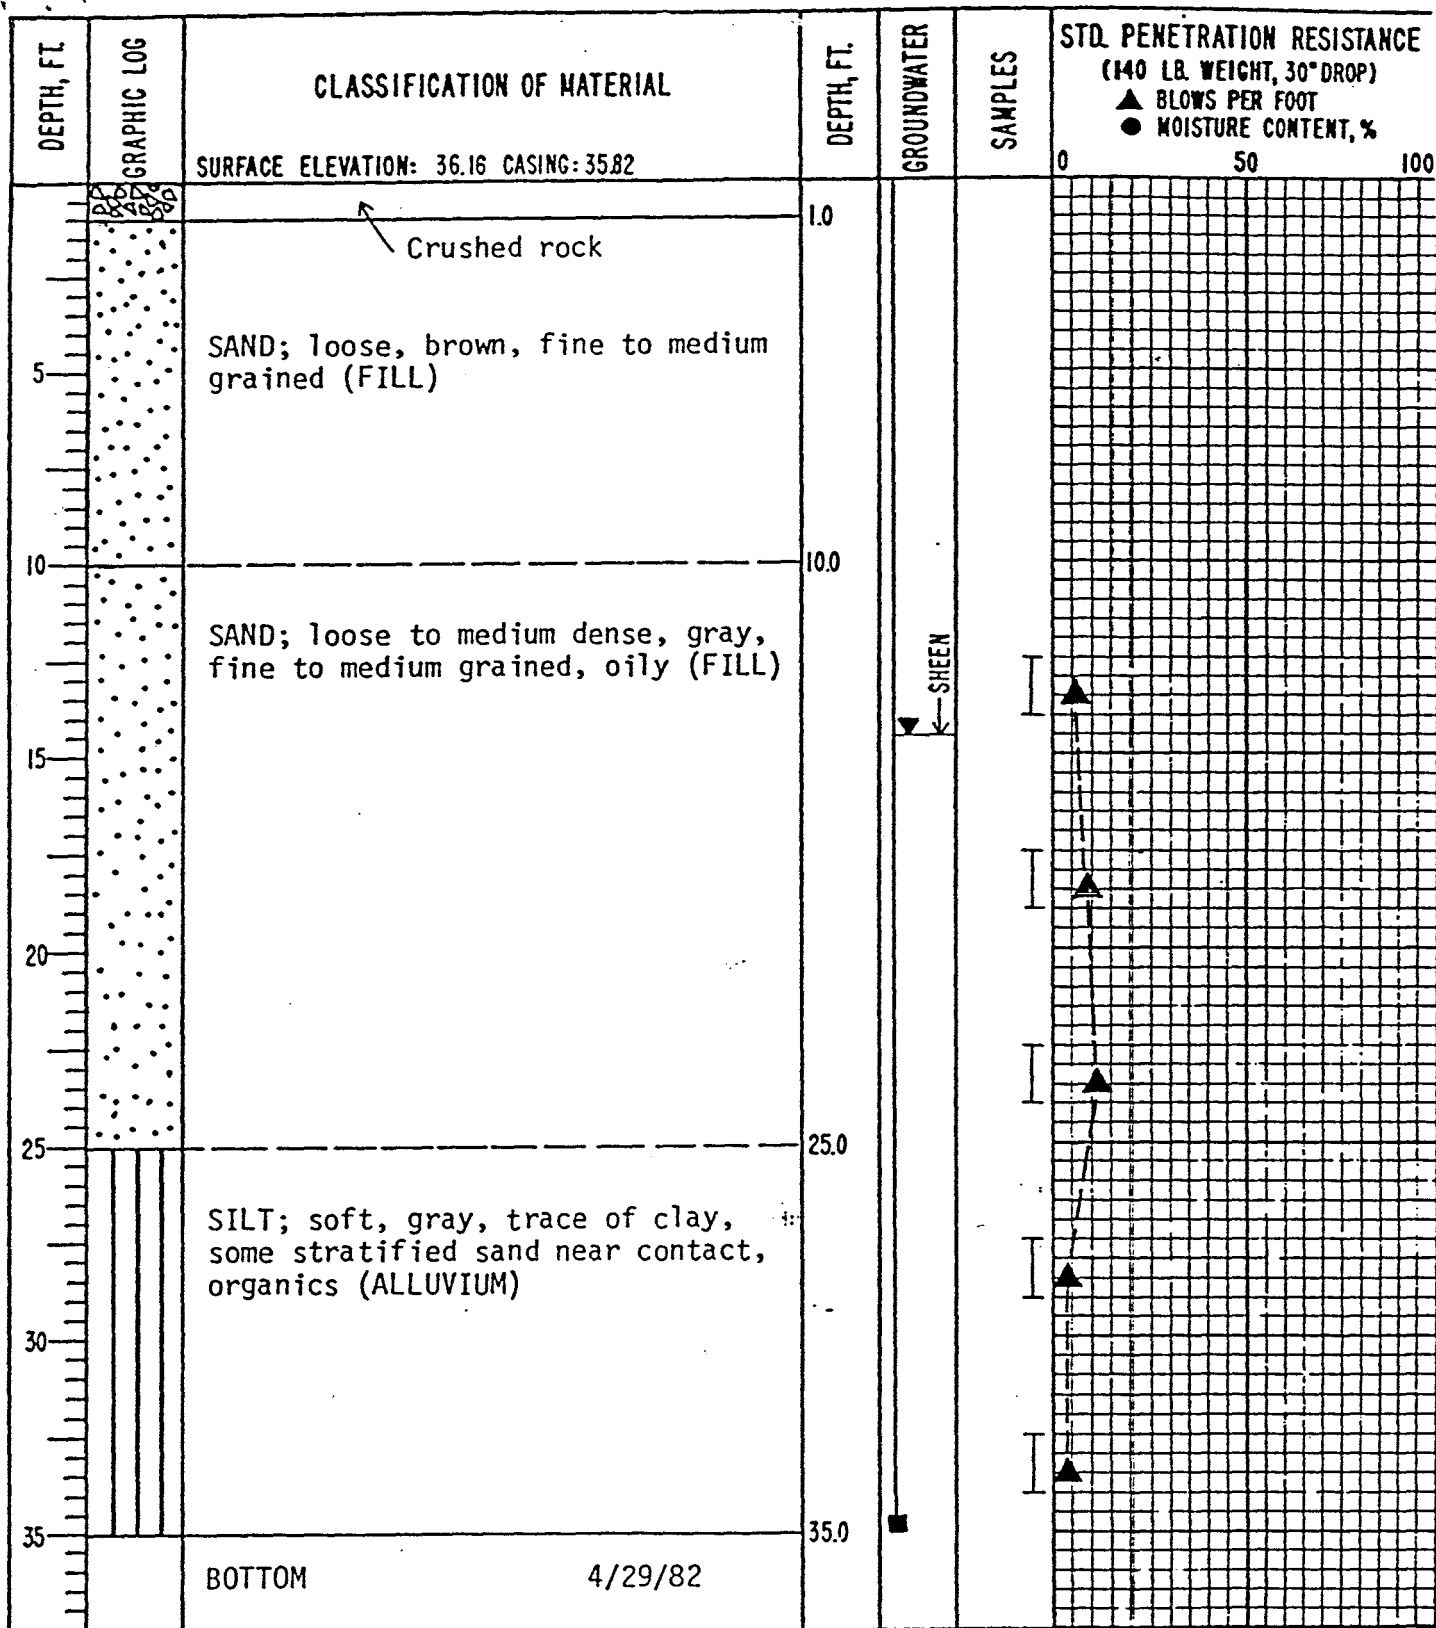 DEPTH, FT.
GRAPHIC LOG
CLASSIFICATION OF MATERIAL
SURFACE ELEVATION: 36.16 CASING: 35.82
DEPTH, FT.
GROUNDWATER
SAMPLES
STD. PENETRATION RESISTANCE
(140 LB. WEIGHT, 30" DROP)
▲ BLOWS PER FOOT
● MOISTURE CONTENT, %
0 50 100
1.0
Crushed rock
SAND; loose, brown, fine to medium
grained (FILL)
5
10
10.0
SAND; loose to medium dense, gray,
fine to medium grained, oily (FILL)
SHEEN
15
20
25
25.0
SILT; soft, gray, trace of clay,
some stratified sand near contact,
organics (ALLUVIUM)
30
35
35.0
BOTTOM 4/29/82